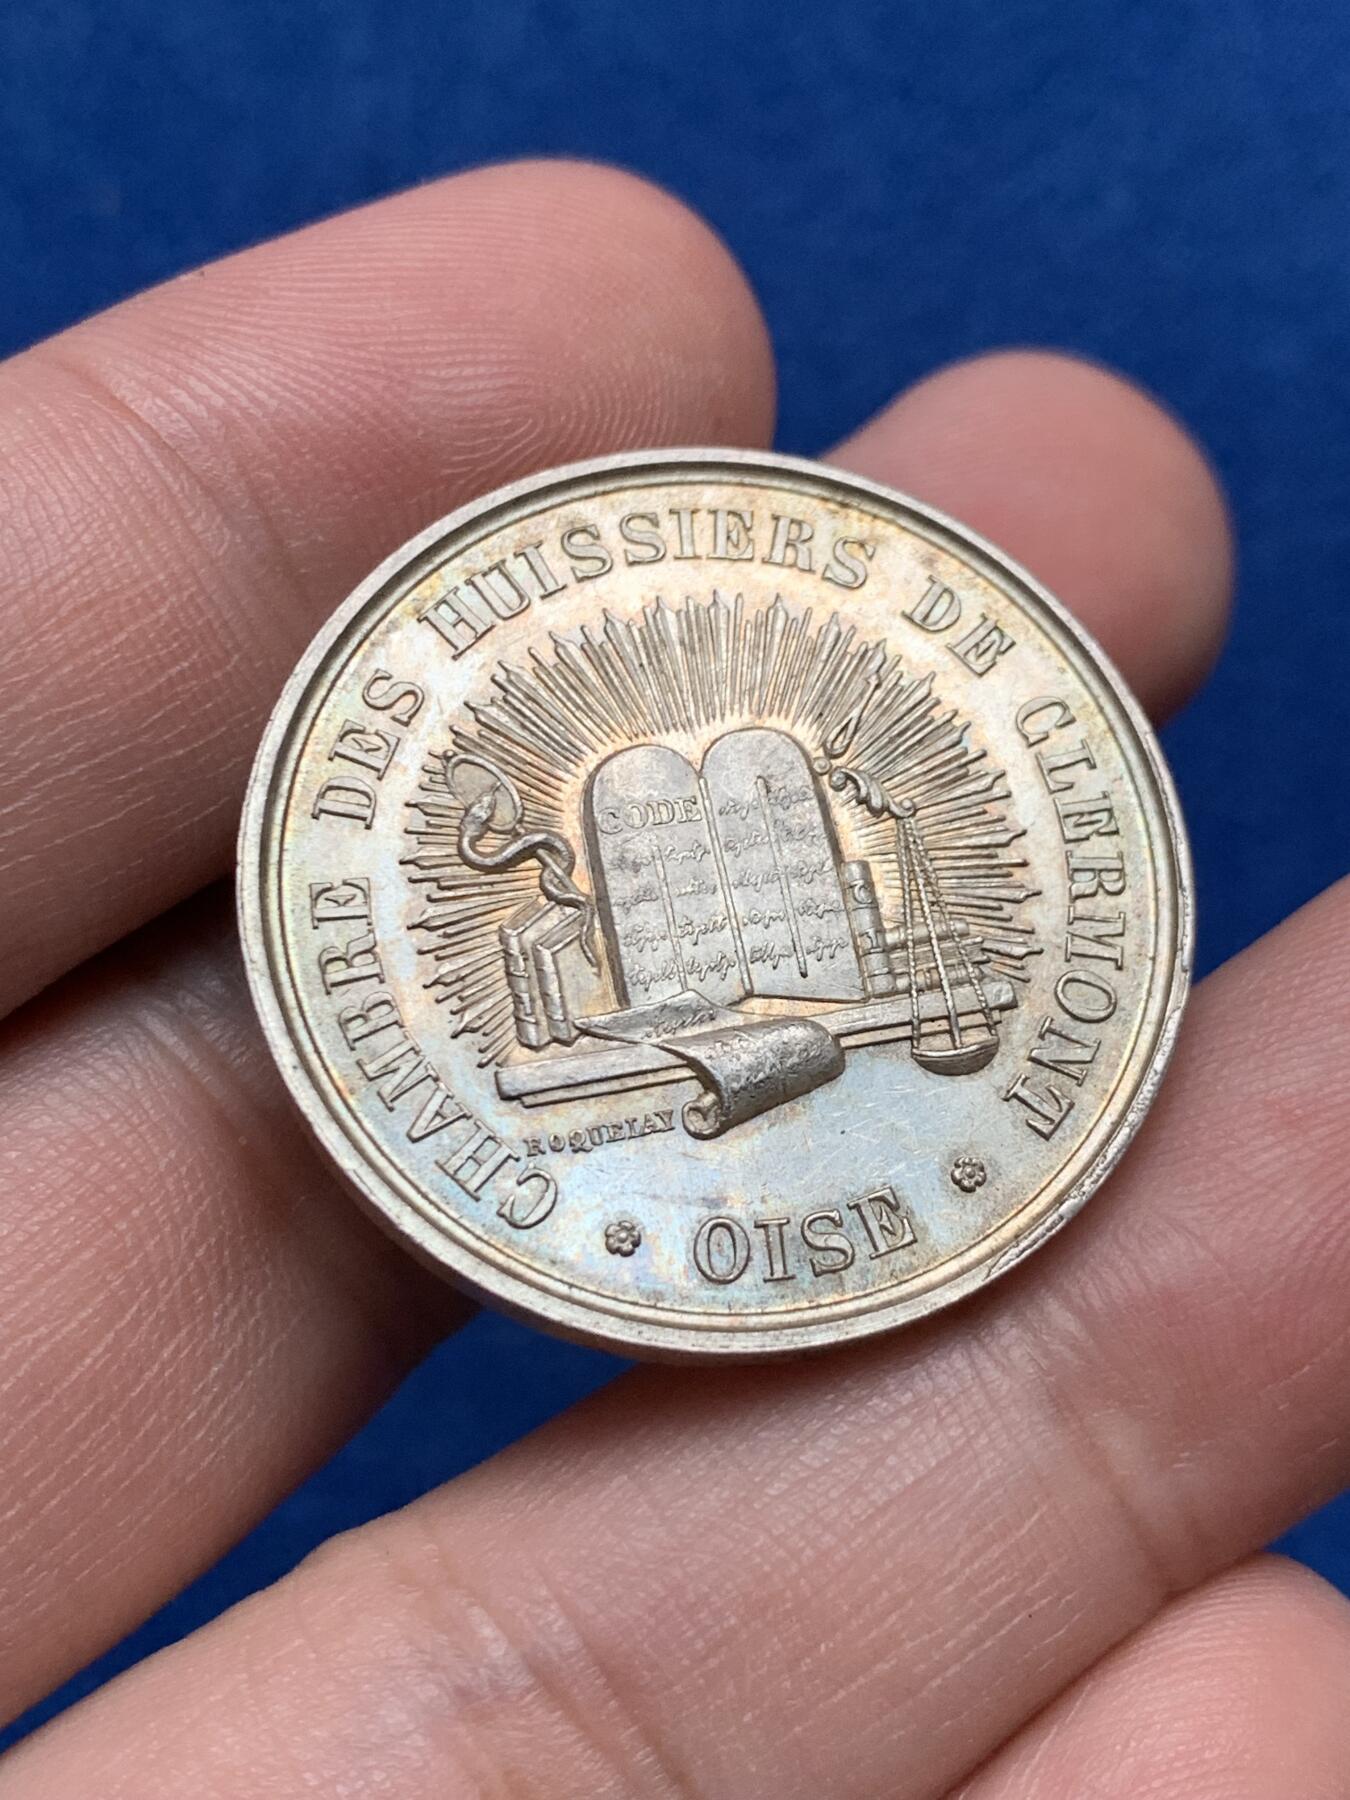 CHAMBRE DES HUISSIERS DE CLERMONT
CODE
ROQUELAY
OISE